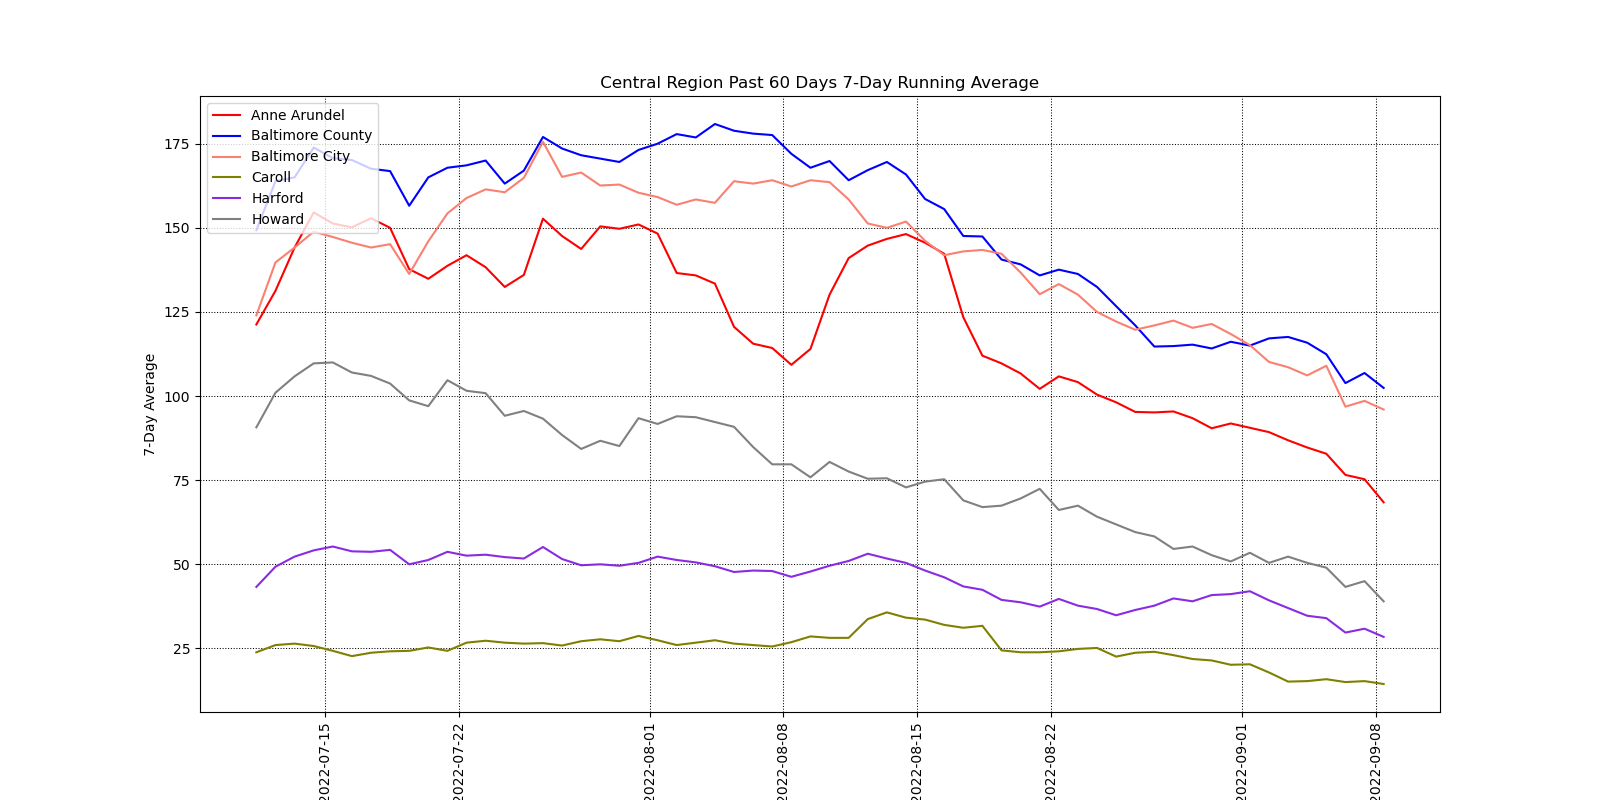 Central Region Past 60 Days 7-Day Running Average
Anne Arundel
Baltimore County
Baltimore City
Caroll
Harford
Howard
7-Day Average
175
150
125
100
75
50
25
2022-07-15
2022-07-22
2022-08-01
2022-08-08
2022-08-15
2022-08-22
2022-09-01
2022-09-08